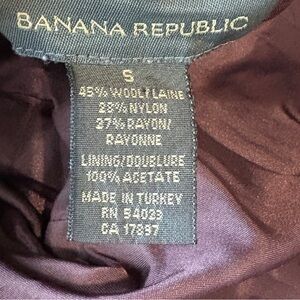 BANANA REPUBLIC
S
45% WOOL/LAINE
28% NYLON
27% RAYON/
RAYONNE
LINING/DOUBLURE
100% ACETATE
MADE IN TURKEY
RN 54023
CA 17897